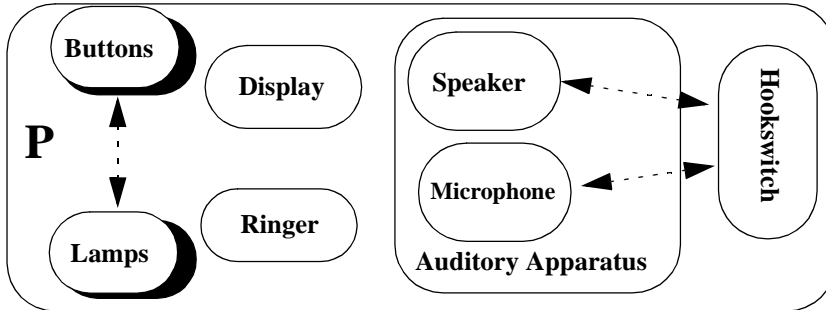 Buttons
Display
Speaker
Hookswitch
P
Microphone
Ringer
Lamps
Auditory Apparatus